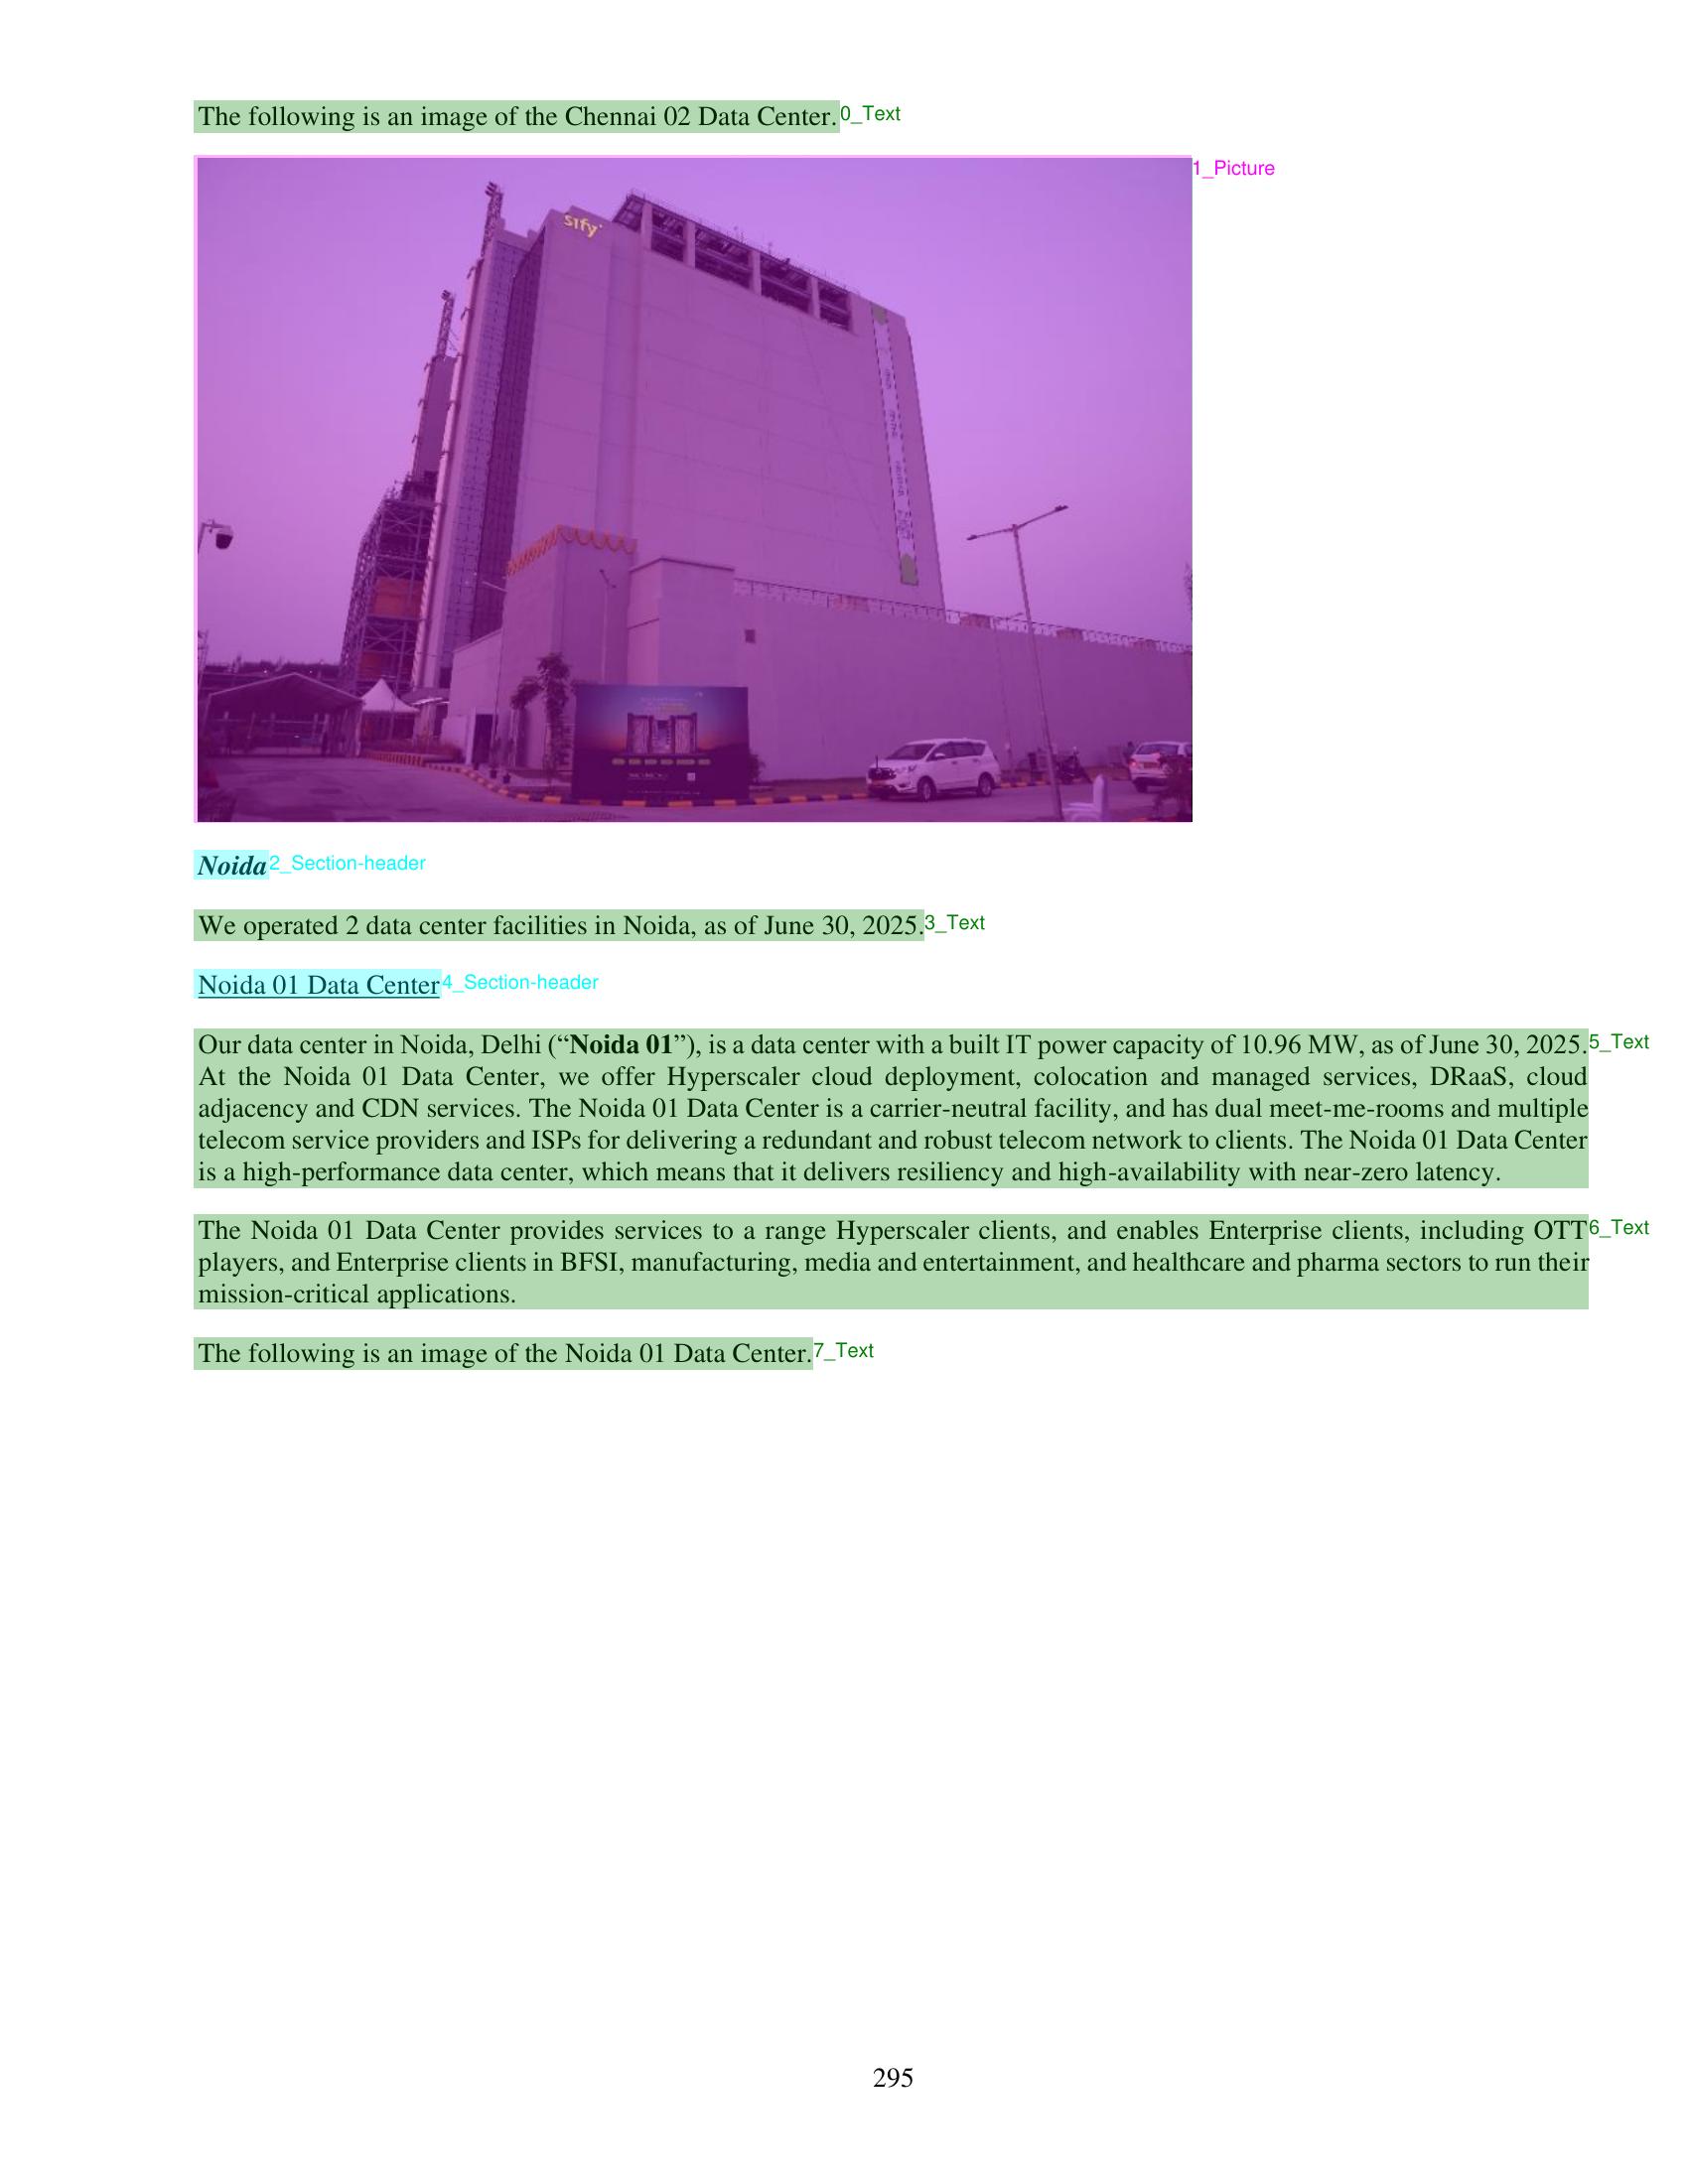 The following is an image of the Chennai 02 Data Center.
0_Text
1_Picture
sify
Noida
2_Section-header
We operated 2 data center facilities in Noida, as of June 30, 2025.
3_Text
Noida 01 Data Center
4_Section-header
Our data center in Noida, Delhi (“Noida 01”), is a data center with a built IT power capacity of 10.96 MW, as of June 30, 2025.
5_Text
At the Noida 01 Data Center, we offer Hyperscaler cloud deployment, colocation and managed services, DRaaS, cloud
adjacency and CDN services. The Noida 01 Data Center is a carrier-neutral facility, and has dual meet-me-rooms and multiple
telecom service providers and ISPs for delivering a redundant and robust telecom network to clients. The Noida 01 Data Center
is a high-performance data center, which means that it delivers resiliency and high-availability with near-zero latency.
The Noida 01 Data Center provides services to a range Hyperscaler clients, and enables Enterprise clients, including OTT
6_Text
players, and Enterprise clients in BFSI, manufacturing, media and entertainment, and healthcare and pharma sectors to run their
mission-critical applications.
The following is an image of the Noida 01 Data Center.
7_Text
295